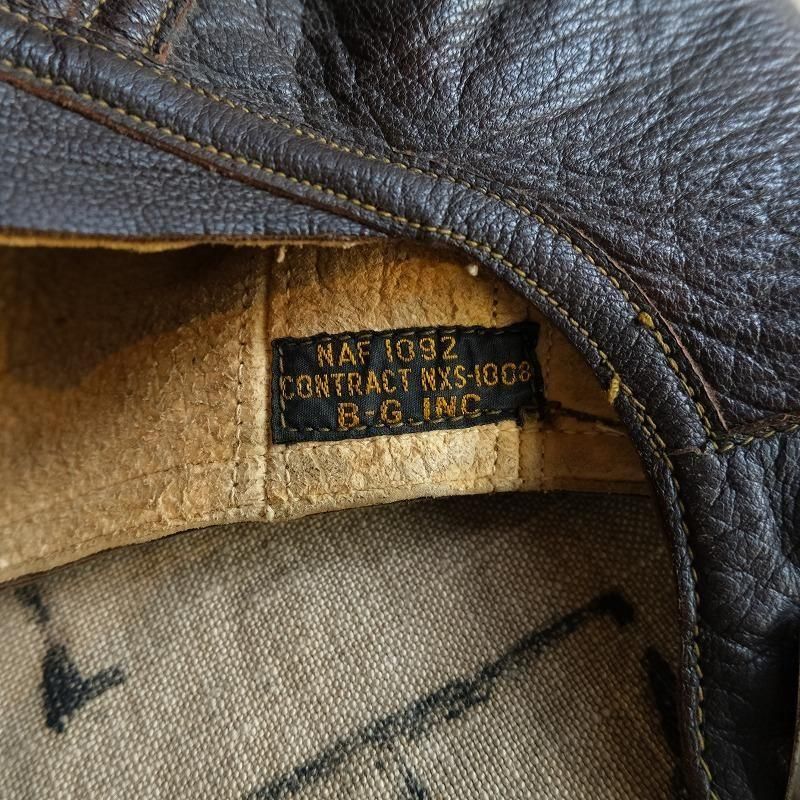 NAF 1092
CONTRACT NXS-1008
B-G INC